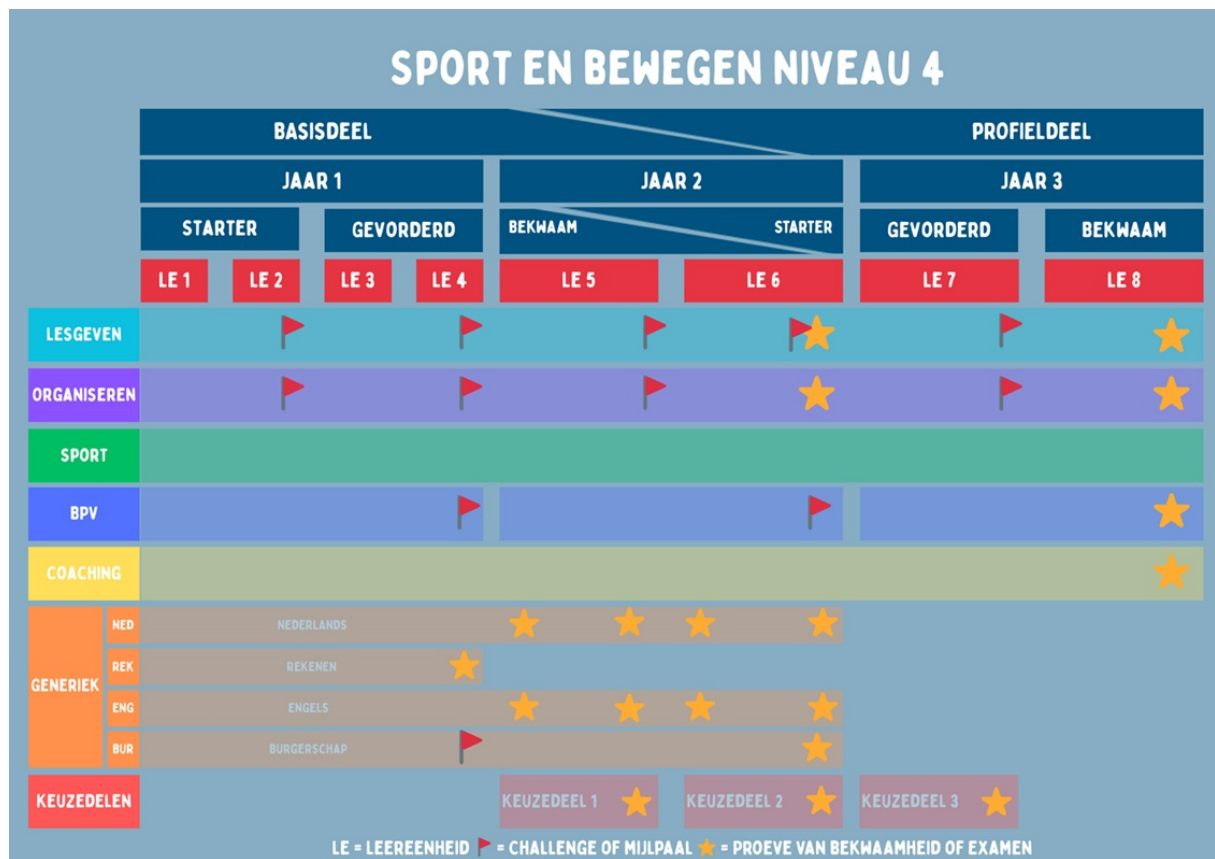 SPORT EN BEWEGEN NIVEAU 4
BASISDEEL PROFIELDEEL
JAAR 1 JAAR 2 JAAR 3
STARTER GEVORDERD BEKWAAM STARTER GEVORDERD BEKWAAM
LE 1 LE 2 LE 3 LE 4 LE 5 LE 6 LE 7 LE 8
LESGEVEN
ORGANISEREN
SPORT
BPV
COACHING
GENERIEK
NED NEDERLANDS
REK REKENEN
ENG ENGELS
BUR BURGERSCHAP
KEUZEDELEN KEUZEDEEL 1 KEUZEDEEL 2 KEUZEDEEL 3
LE = LEEREENHEID = CHALLENGE OF MIJLPAAL = PROEVE VAN BEKWAAMHEID OF EXAMEN